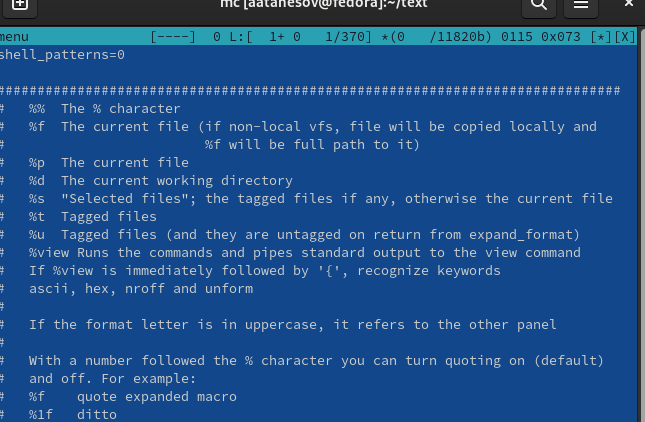 mc [aatanesov@fedora]:~/text
menu [----] 0 L:[ 1+ 0 1/370] *(0 /11820b) 0115 0x073 [*][X]
shell_patterns=0
##############################################################################
# %% The % character
# %f The current file (if non-local vfs, file will be copied locally and
# %f will be full path to it)
# %p The current file
# %d The current working directory
# %s "Selected files"; the tagged files if any, otherwise the current file
# %t Tagged files
# %u Tagged files (and they are untagged on return from expand_format)
# %view Runs the commands and pipes standard output to the view command
# If %view is immediately followed by '{', recognize keywords
# ascii, hex, nroff and unform
#
# If the format letter is in uppercase, it refers to the other panel
#
# With a number followed the % character you can turn quoting on (default)
# and off. For example:
# %f quote expanded macro
# %1f ditto